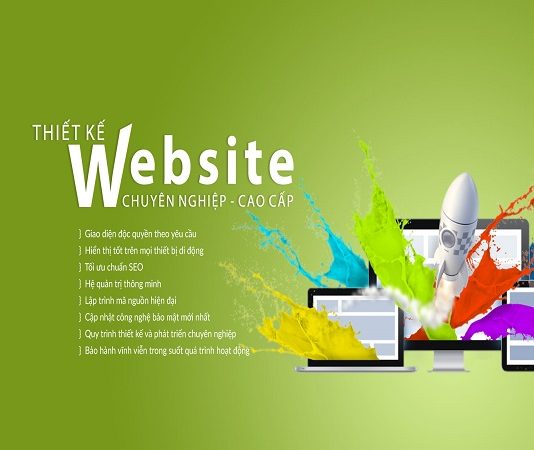 THIẾT KẾ
Website
CHUYÊN NGHIỆP - CAO CẤP
} Giao diện độc quyền theo yêu cầu
} Hiển thị tốt trên mọi thiết bị di động
} Tối ưu chuẩn SEO
} Hệ quản trị thông minh
} Lập trình mã nguồn hiện đại
} Cập nhật công nghệ bảo mật mới nhất
} Quy trình thiết kế và phát triển chuyên nghiệp
} Bảo hành vĩnh viễn trong suốt quá trình hoạt động